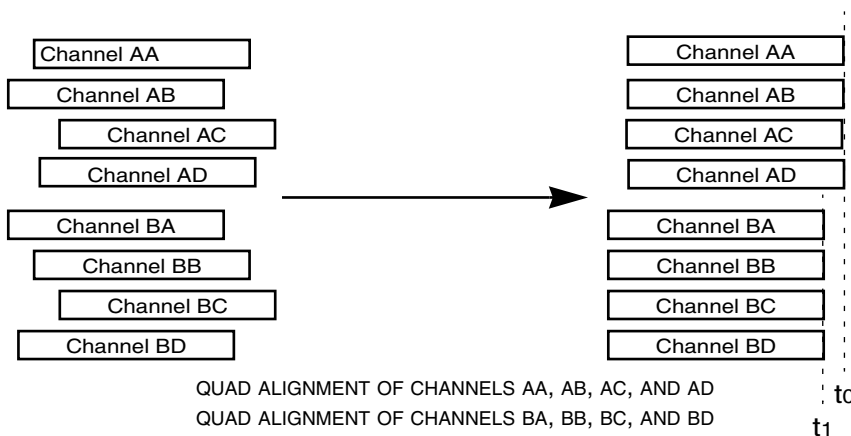 Channel AA
Channel AB
Channel AC
Channel AD
Channel BA
Channel BB
Channel BC
Channel BD
Channel AA
Channel AB
Channel AC
Channel AD
Channel BA
Channel BB
Channel BC
Channel BD
QUAD ALIGNMENT OF CHANNELS AA, AB, AC, AND AD
QUAD ALIGNMENT OF CHANNELS BA, BB, BC, AND BD
t0
t1